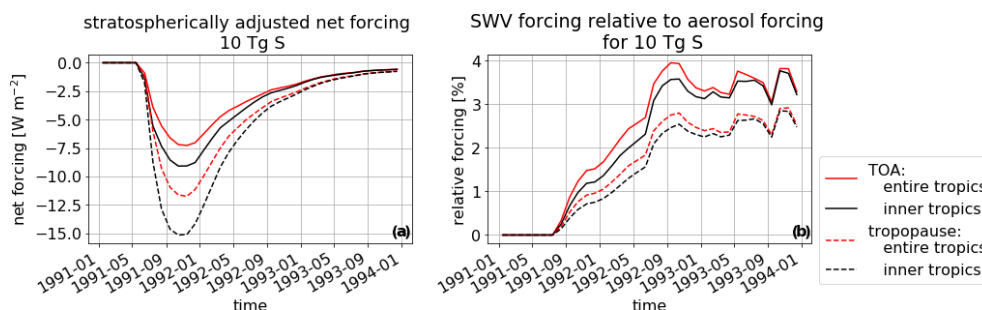 stratospherically adjusted net forcing
10 Tg S
net forcing [W m⁻²]
0.0
−2.5
−5.0
−7.5
−10.0
−12.5
−15.0
1991-01
1991-05
1991-09
1992-01
1992-05
1992-09
1993-01
1993-05
1993-09
1994-01
time
(a)
SWV forcing relative to aerosol forcing
for 10 Tg S
relative forcing [%]
4
3
2
1
0
1991-01
1991-05
1991-09
1992-01
1992-05
1992-09
1993-01
1993-05
1993-09
1994-01
time
(b)
TOA:
entire tropics
inner tropics
tropopause:
entire tropics
inner tropics